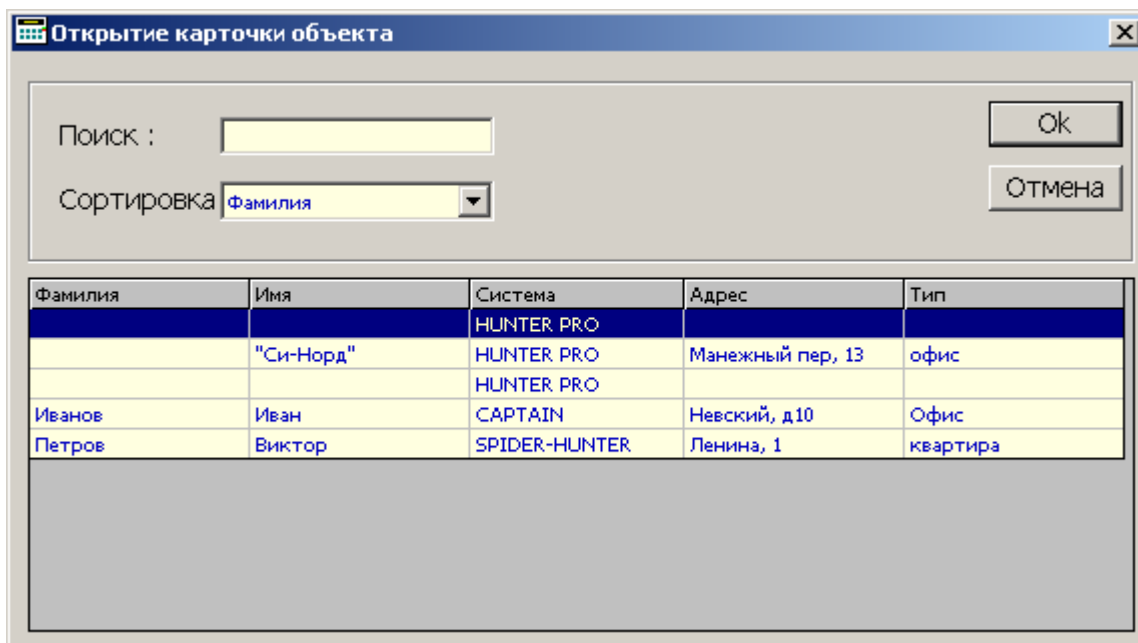 Открытие карточки объекта
Поиск : Ok
Сортировка Фамилия Отмена
Фамилия Имя Система Адрес Тип
HUNTER PRO
"Си-Норд" HUNTER PRO Манежный пер, 13 офис
HUNTER PRO
Иванов Иван CAPTAIN Невский, д10 Офис
Петров Виктор SPIDER-HUNTER Ленина, 1 квартира